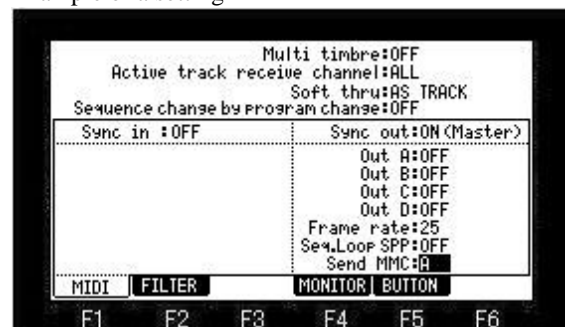 Multi timbre:OFF
Active track receive channel:ALL
Soft thru:AS TRACK
Sequence change by program change:OFF
Sync in :OFF
Sync out:ON(Master)
Out A:OFF
Out B:OFF
Out C:OFF
Out D:OFF
Frame rate:25
Seq.Loop SPP:OFF
Send MMC:A
MIDI FILTER MONITOR BUTTON
F1 F2 F3 F4 F5 F6